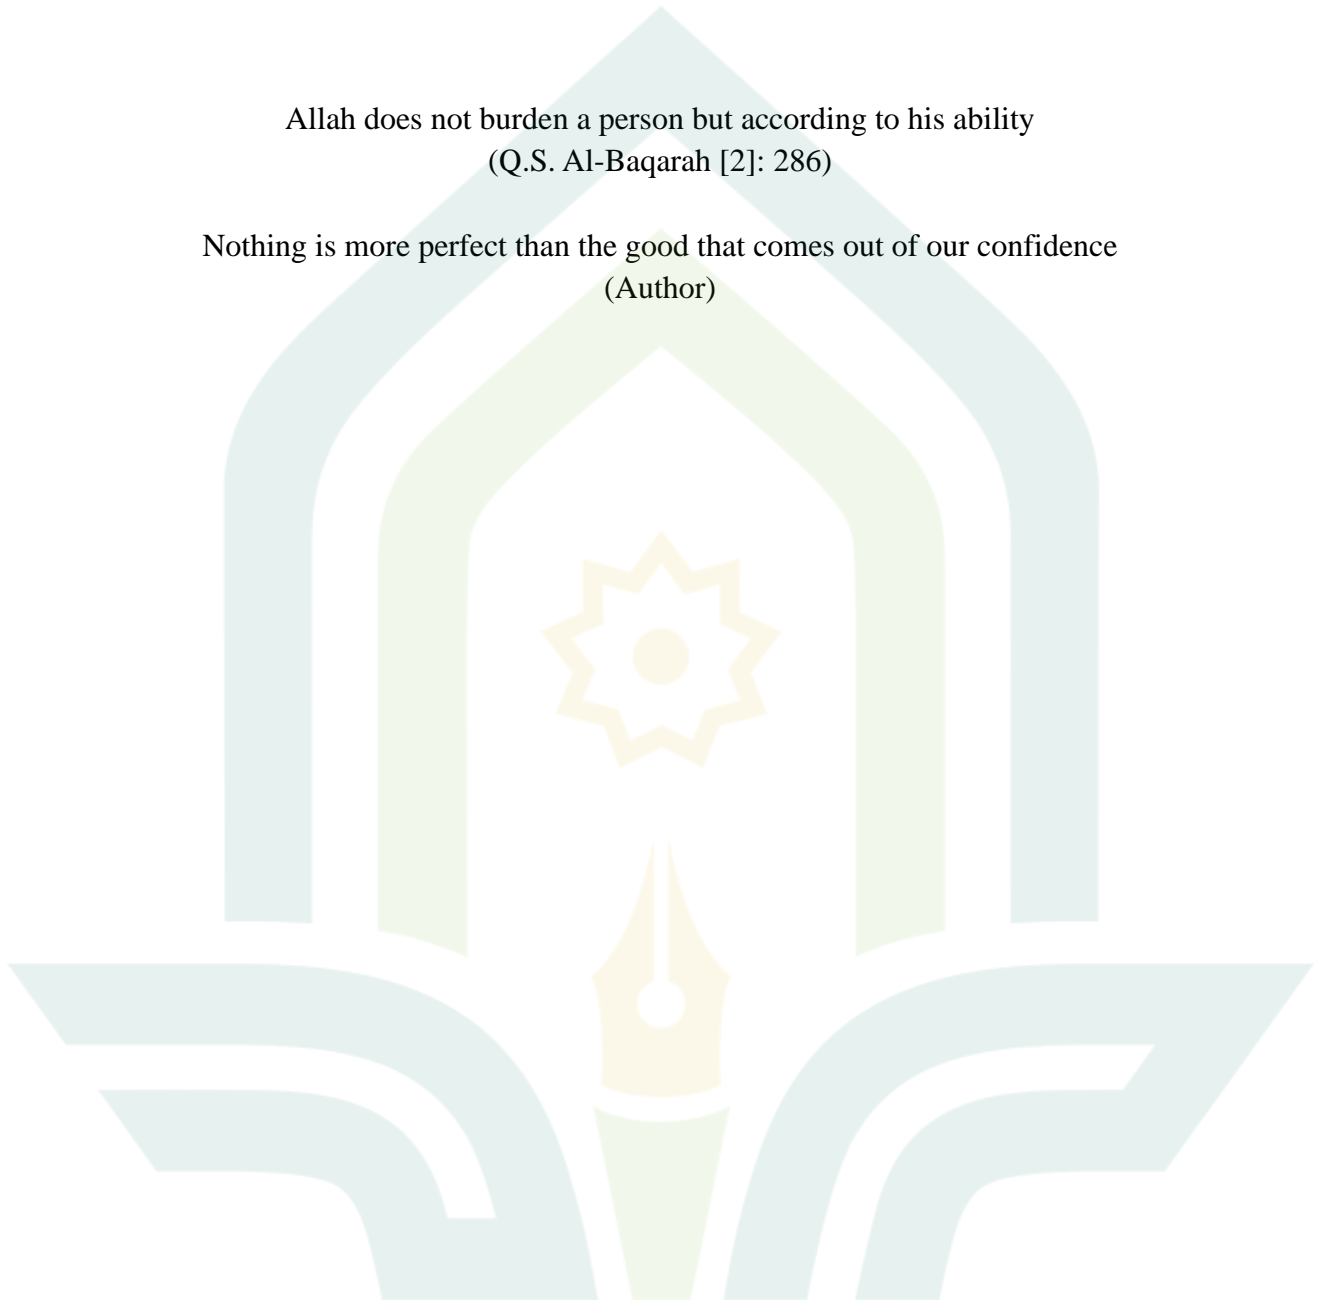 Allah does not burden a person but according to his ability
(Q.S. Al-Baqarah [2]: 286)
Nothing is more perfect than the good that comes out of our confidence
(Author)